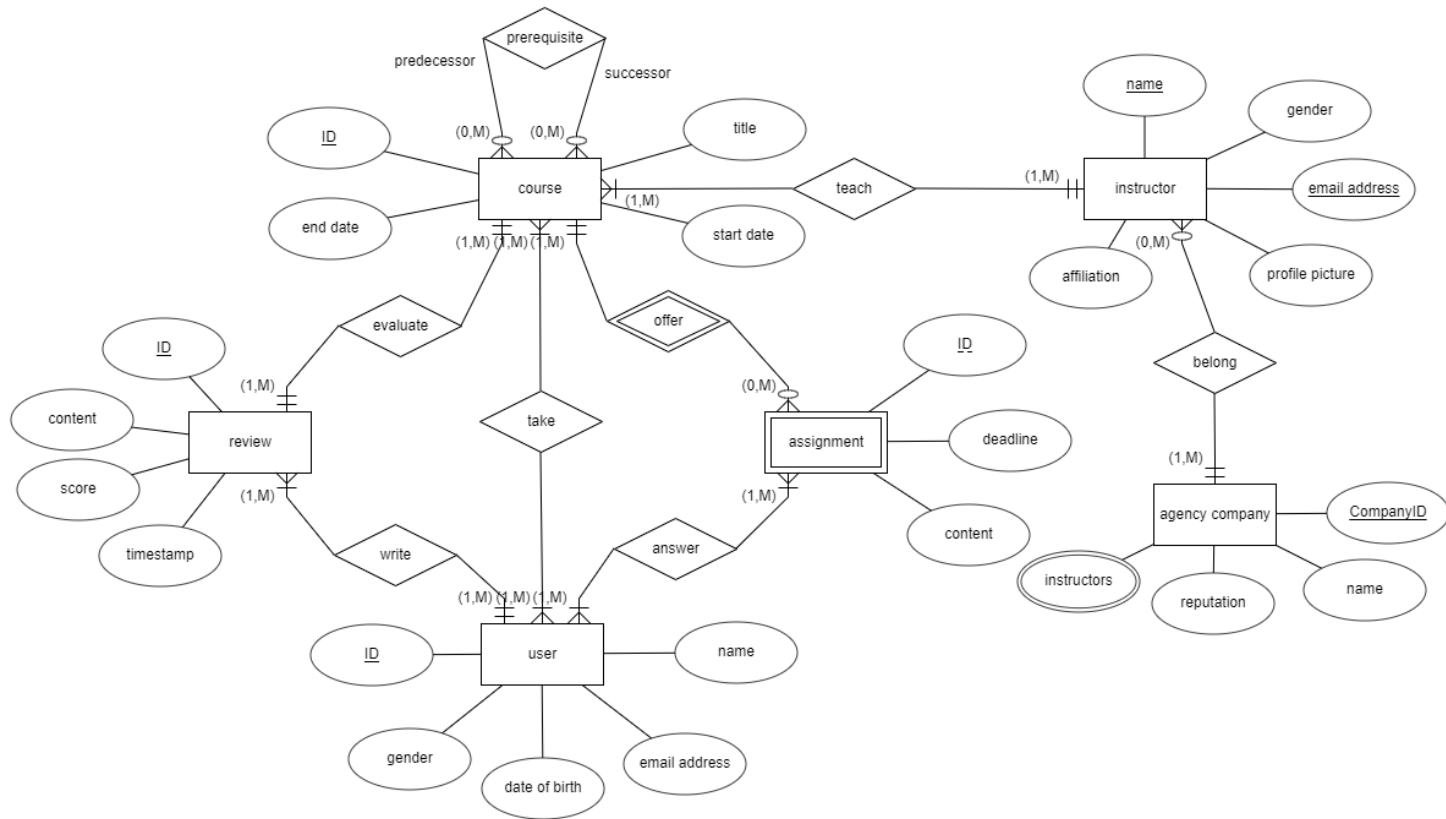 prerequisite
predecessor
successor
(0,M)
(0,M)
ID
title
course
end date
start date
(1,M)
teach
(1,M)
name
gender
instructor
email address
affiliation
profile picture
(0,M)
(1,M)
(1,M)
(1,M)
evaluate
offer
take
belong
ID
content
(1,M)
review
score
timestamp
(1,M)
write
ID
(0,M)
assignment
deadline
content
(1,M)
answer
(1,M)
agency company
CompanyID
instructors
reputation
name
(1,M)
(1,M)
(1,M)
ID
user
name
gender
date of birth
email address